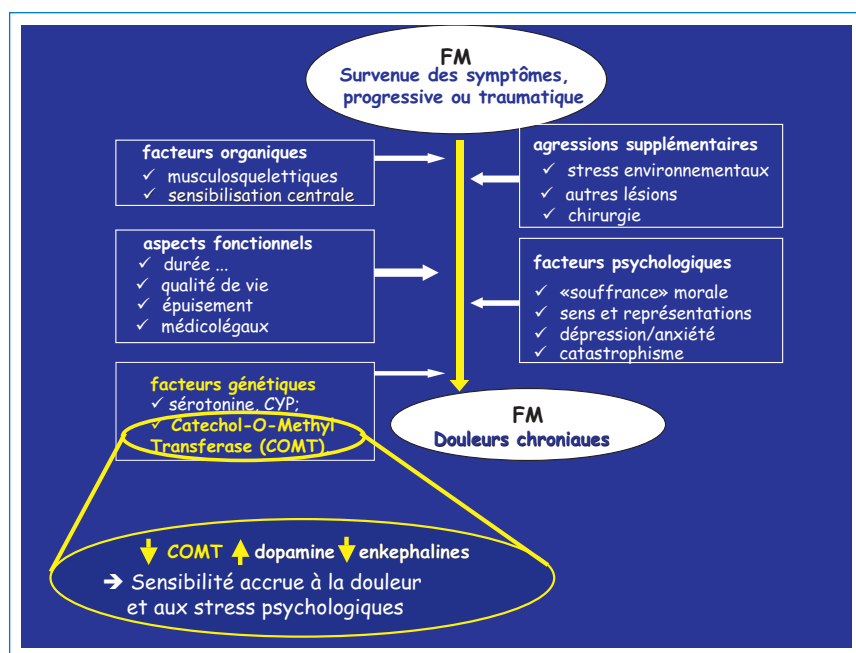 FM
Survenue des symptômes,
progressive ou traumatique
facteurs organiques
✓ musculosquelettiques
✓ sensibilisation centrale
agressions supplémentaires
✓ stress environmentaux
✓ autres lésions
✓ chirurgie
aspects fonctionnels
✓ durée ...
✓ qualité de vie
✓ épuisement
✓ médicolégaux
facteurs psychologiques
✓ «souffrance» morale
✓ sens et représentations
✓ dépression/anxiété
✓ catastrophisme
facteurs génétiques
✓ sérotonine, CYP;
✓ Catechol-O-Methyl
Transferase (COMT),
FM
Douleurs chroniaues
↓ COMT ↑ dopamine ↓ enkephalines
➔ Sensibilité accrue à la douleur
et aux stress psychologiques